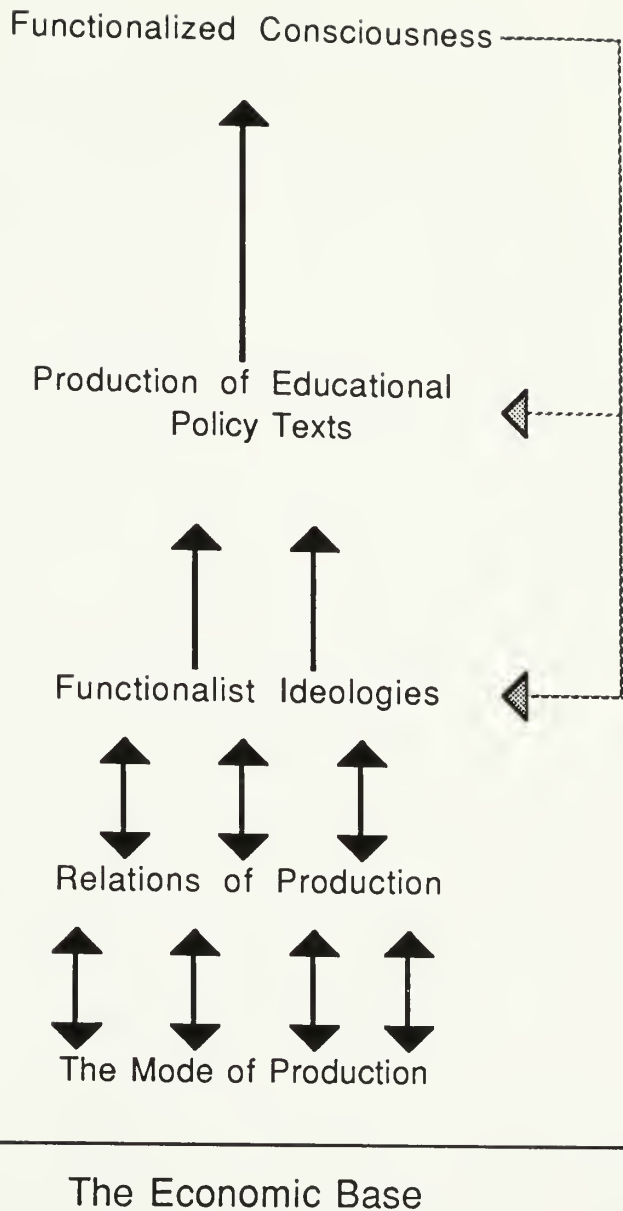 Functionalized Consciousness
Production of Educational
Policy Texts
Functionalist Ideologies
Relations of Production
The Mode of Production
The Economic Base